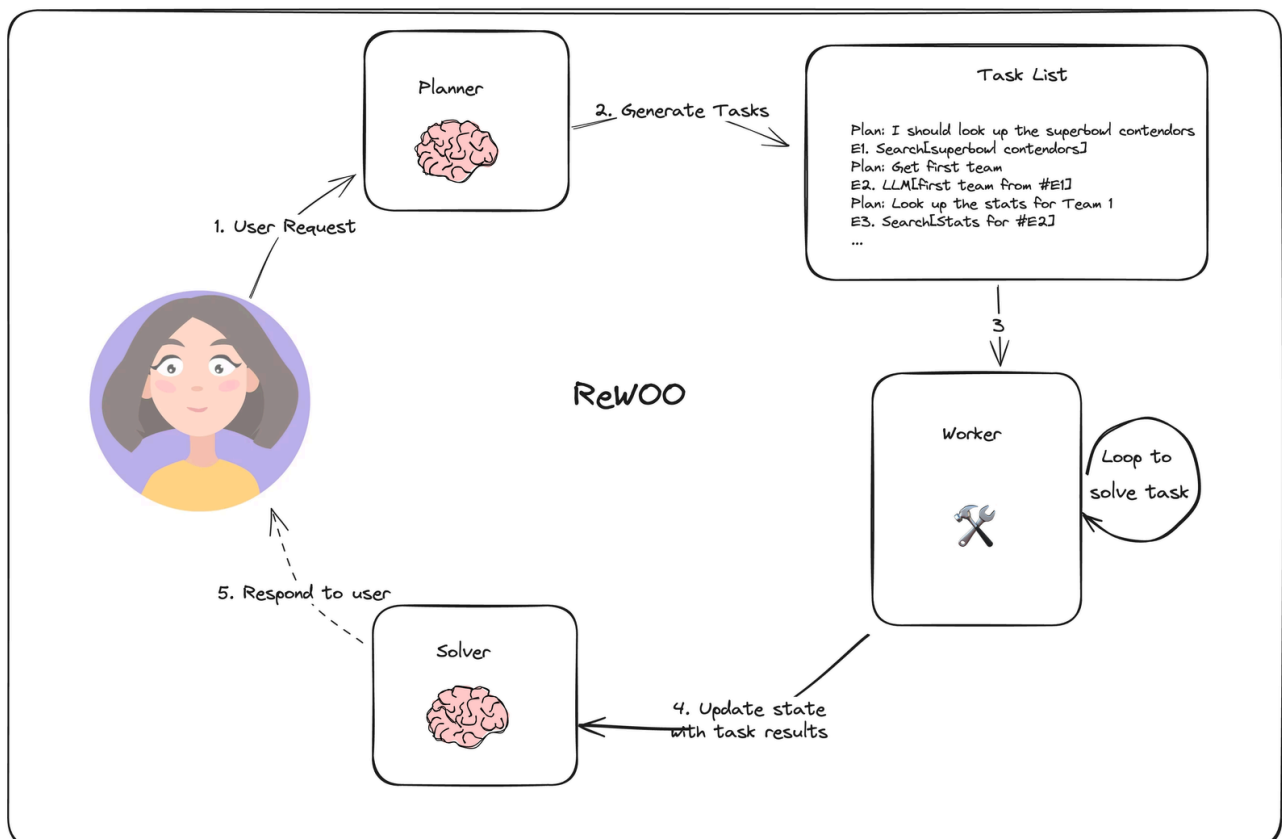 Planner
2. Generate Tasks
Task List
Plan: I should look up the superbowl contendors
E1. Search[superbowl contendors]
Plan: Get first team
E2. LLM[first team from #E1]
Plan: Look up the stats for Team 1
E3. Search[Stats for #E2]
...
1. User Request
3
ReWOO
Worker
Loop to
solve task
5. Respond to user
Solver
4. Update state
with task results